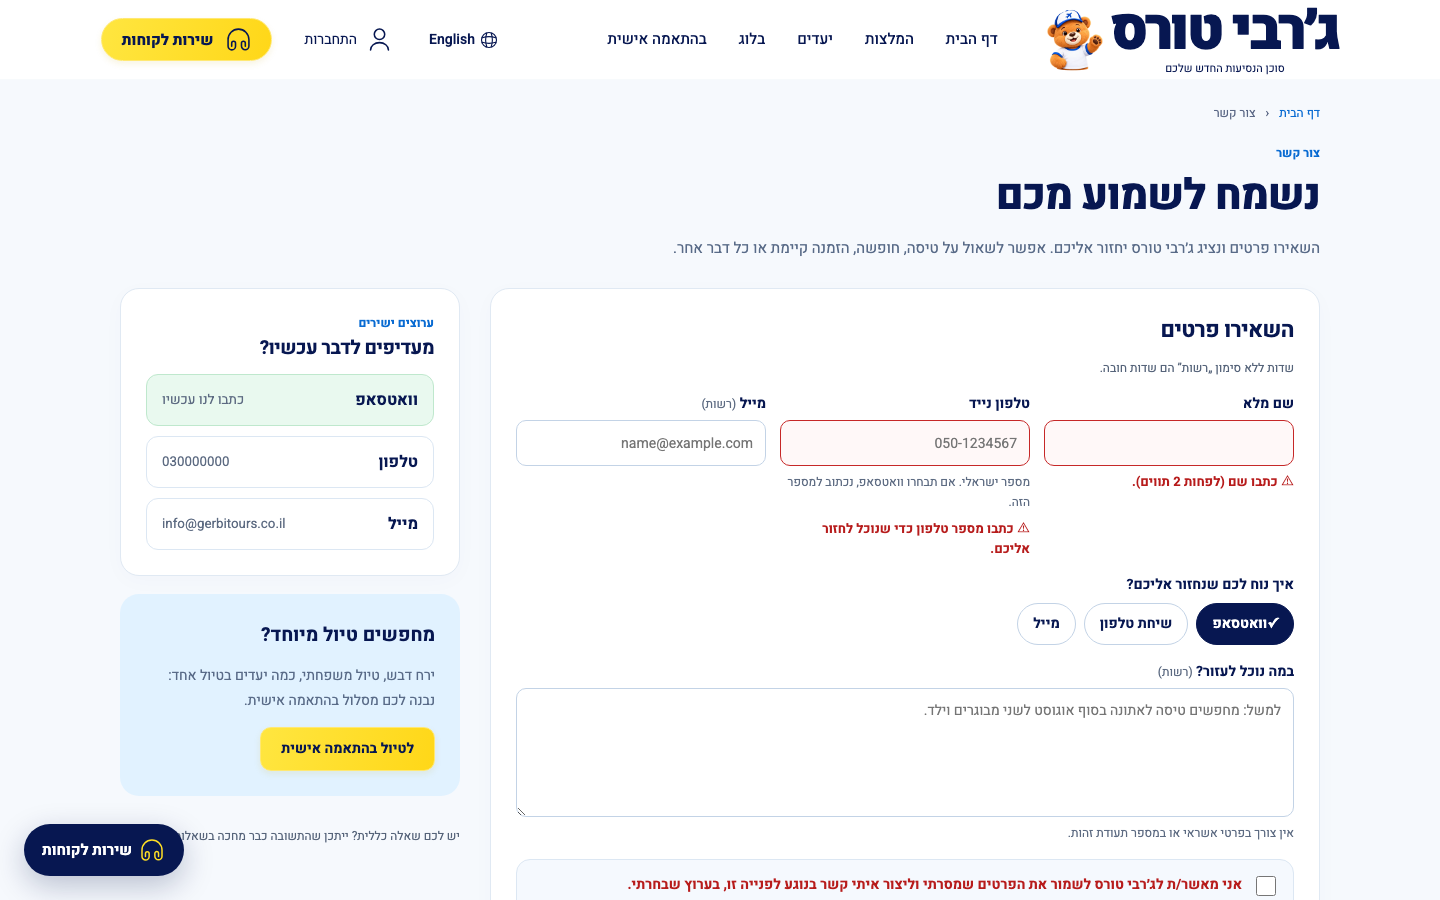 ג׳רבי טורס
סוכן הנסיעות החדש שלכם
דף הבית
המלצות
יעדים
בלוג
בהתאמה אישית
English
התחברות
שירות לקוחות
דף הבית › צור קשר
צור קשר
נשמח לשמוע מכם
השאירו פרטים ונציג ג׳רבי טורס יחזור אליכם. אפשר לשאול על טיסה, חופשה, הזמנה קיימת או כל דבר אחר.
השאירו פרטים
שדות ללא סימון „רשות” הם שדות חובה.
שם מלא
⚠ כתבו שם (לפחות 2 תווים).
טלפון נייד
050-1234567
מספר ישראלי. אם תבחרו וואטסאפ, נכתוב למספר
הזה.
⚠ כתבו מספר טלפון כדי שנוכל לחזור
אליכם.
מייל (רשות)
name@example.com
איך נוח לכם שנחזור אליכם?
✓וואטסאפ
שיחת טלפון
מייל
במה נוכל לעזור? (רשות)
למשל: מחפשים טיסה לאתונה בסוף אוגוסט לשני מבוגרים וילד.
אין צורך בפרטי אשראי או במספר תעודת זהות.
אני מאשר/ת לג׳רבי טורס לשמור את הפרטים שמסרתי וליצור איתי קשר בנוגע לפנייה זו, בערוץ שבחרתי.
ערוצים ישירים
מעדיפים לדבר עכשיו?
וואטסאפ
כתבו לנו עכשיו
טלפון
030000000
מייל
info@gerbitours.co.il
מחפשים טיול מיוחד?
ירח דבש, טיול משפחתי, כמה יעדים בטיול אחד:
נבנה לכם מסלול בהתאמה אישית.
לטיול בהתאמה אישית
יש לכם שאלה כללית? ייתכן שהתשובה כבר מחכה
שירות לקוחות